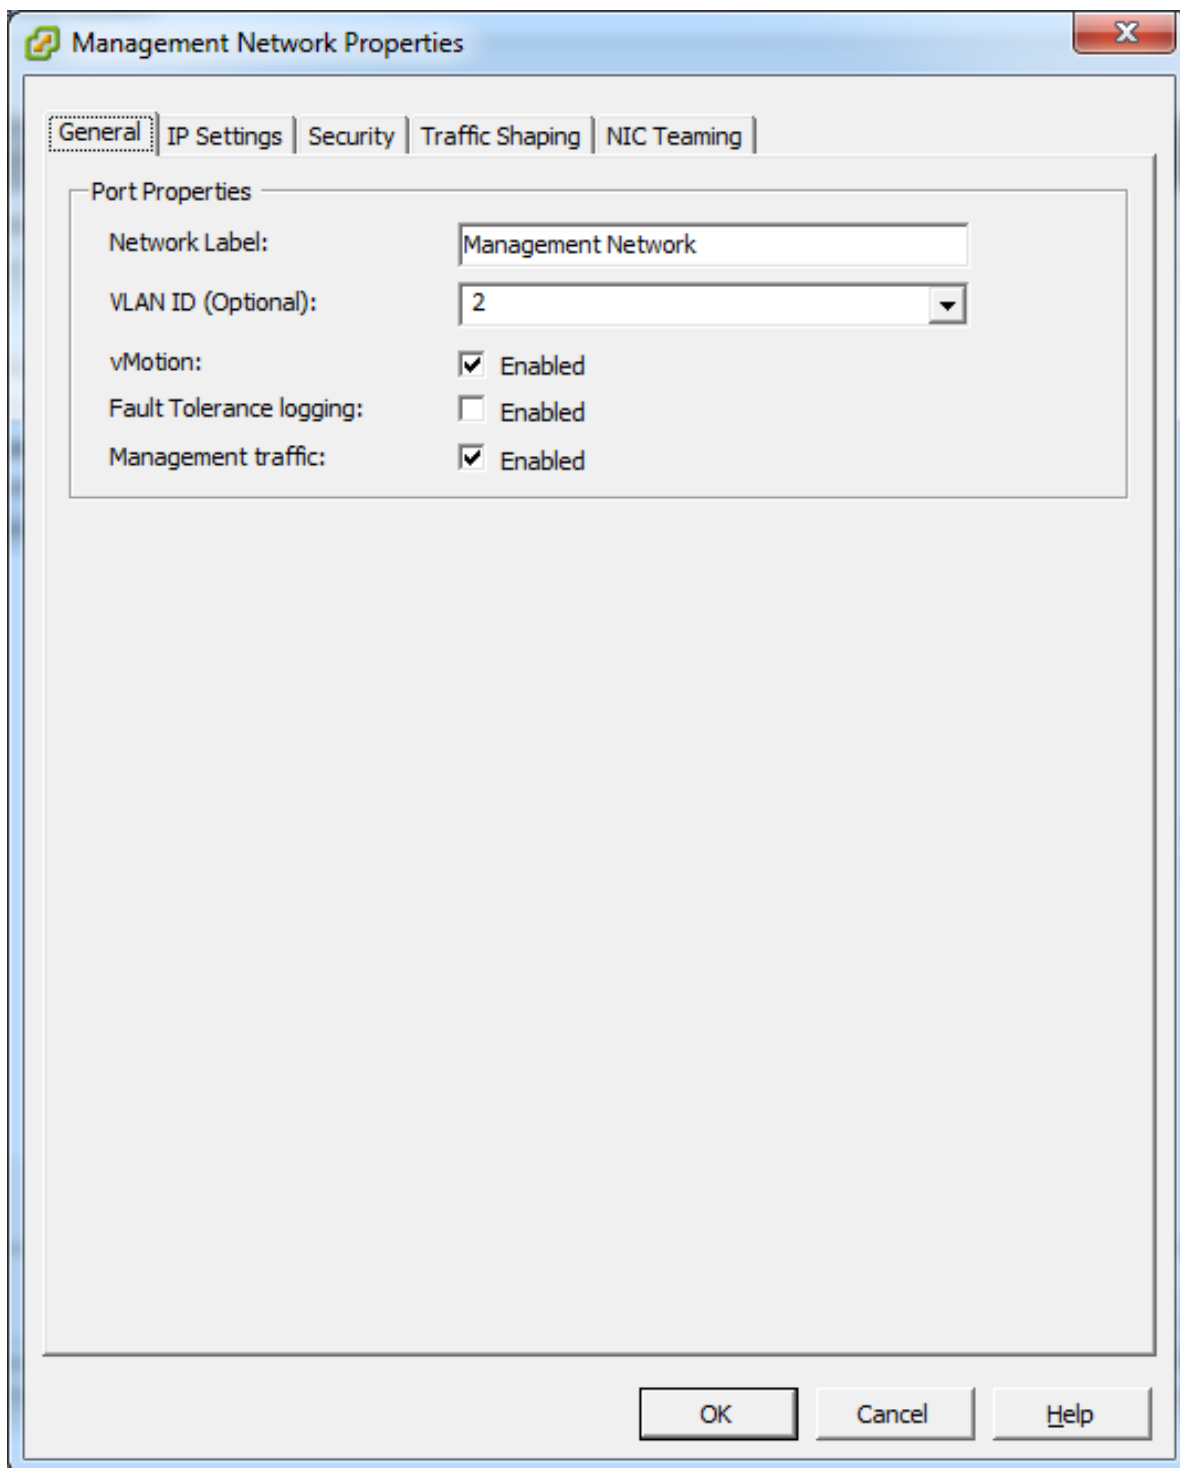 Management Network Properties
General IP Settings Security Traffic Shaping NIC Teaming
Port Properties
Network Label: Management Network
VLAN ID (Optional): 2
vMotion: Enabled
Fault Tolerance logging: Enabled
Management traffic: Enabled
OK Cancel Help